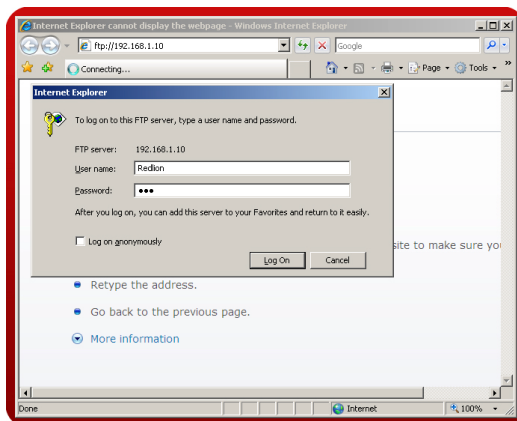 Internet Explorer cannot display the webpage - Windows Internet Explorer
ftp://192.168.1.10
Google
Connecting...
Page
Tools
Internet Explorer
To log on to this FTP server, type a user name and password.
FTP server: 192.168.1.10
User name: Redlion
Password: •••
After you log on, you can add this server to your Favorites and return to it easily.
Log on anonymously
Log On Cancel
site to make sure you
Retype the address.
Go back to the previous page.
More information
Done Internet 100%